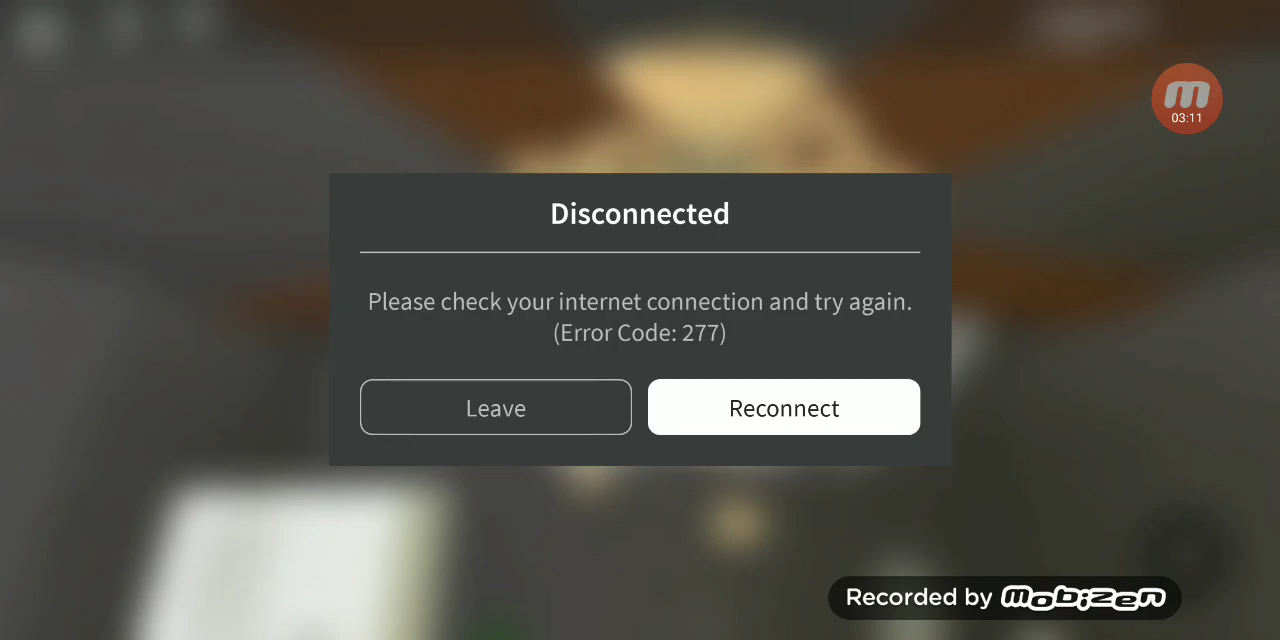 m
03:11
Disconnected
Please check your internet connection and try again.
(Error Code: 277)
Leave
Reconnect
Recorded by mobizen